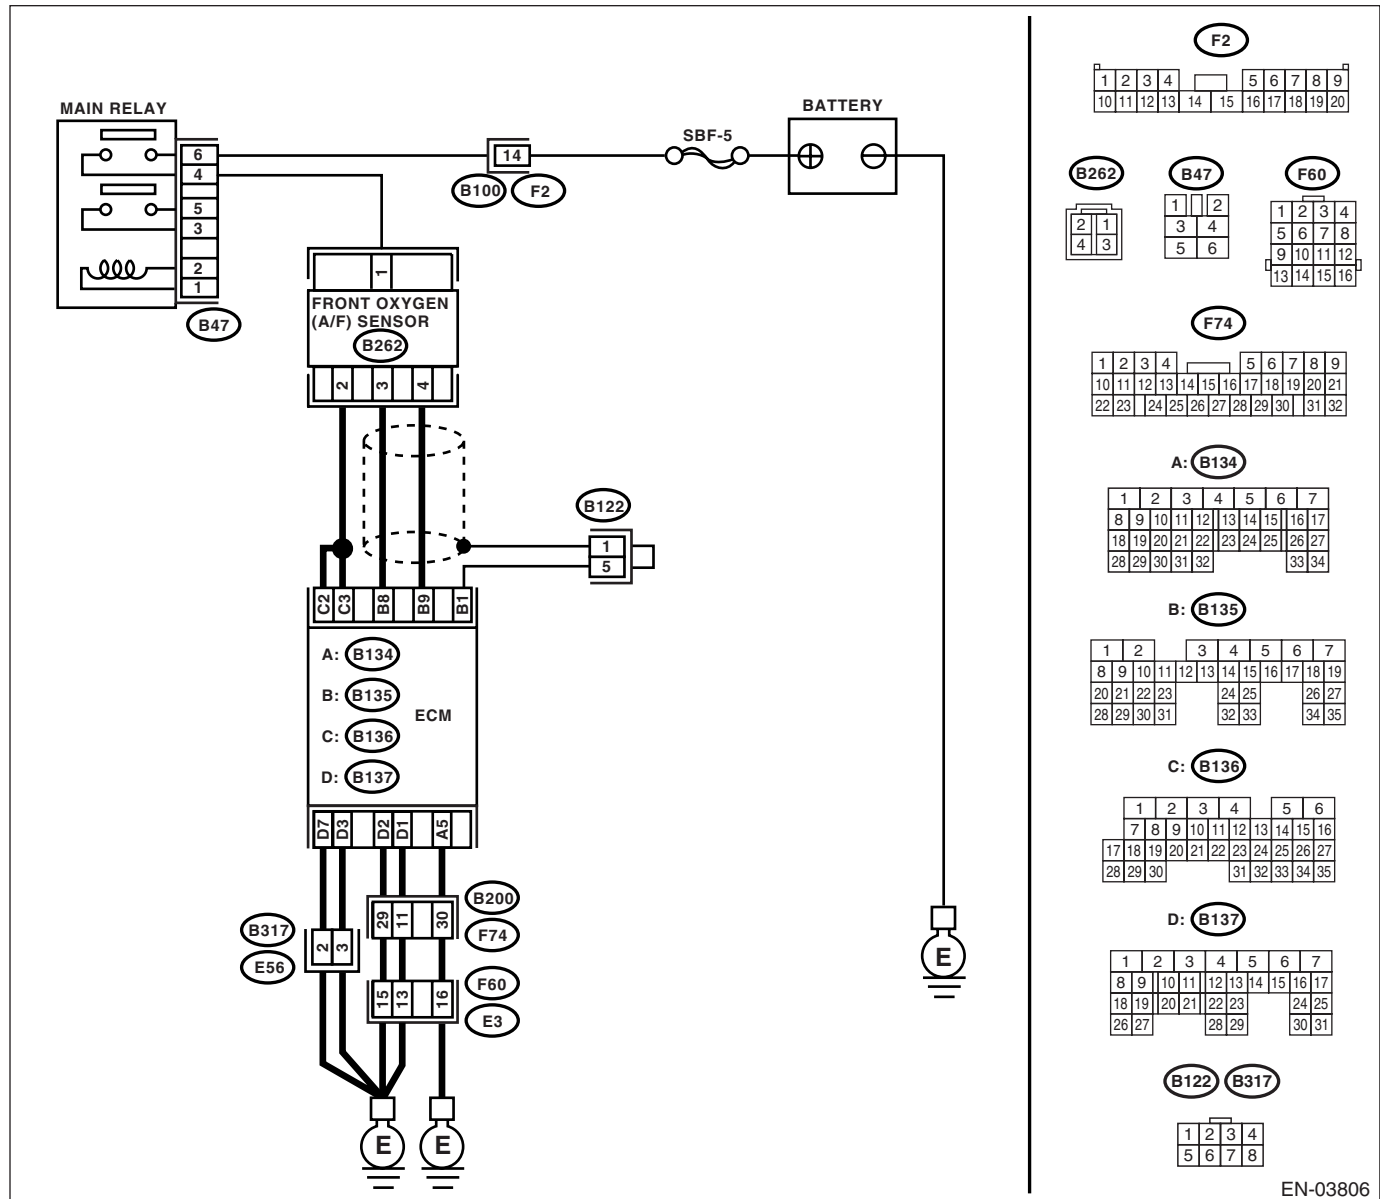 MAIN RELAY
6
4
5
3
2
1
B47
14
B100 F2
SBF-5
BATTERY
1
FRONT OXYGEN
(A/F) SENSOR
B262
2 3 4
B122
1
5
C2 C3 B8 B9 B1
A: B134
B: B135
C: B136
D: B137
ECM
D7 D3 D2 D1 A5
B200
29 11 30
F74
B317
2 3
E56
F60
15 13 16
E3
E E
E
F2
1 2 3 4 5 6 7 8 9
10 11 12 13 14 15 16 17 18 19 20
B262
2 1
4 3
B47
1 2
3 4
5 6
F60
1 2 3 4
5 6 7 8
9 10 11 12
13 14 15 16
F74
1 2 3 4 5 6 7 8 9
10 11 12 13 14 15 16 17 18 19 20 21
22 23 24 25 26 27 28 29 30 31 32
A: B134
1 2 3 4 5 6 7
8 9 10 11 12 13 14 15 16 17
18 19 20 21 22 23 24 25 26 27
28 29 30 31 32 33 34
B: B135
1 2 3 4 5 6 7
8 9 10 11 12 13 14 15 16 17 18 19
20 21 22 23 24 25 26 27
28 29 30 31 32 33 34 35
C: B136
1 2 3 4 5 6
7 8 9 10 11 12 13 14 15 16
17 18 19 20 21 22 23 24 25 26 27
28 29 30 31 32 33 34 35
D: B137
1 2 3 4 5 6 7
8 9 10 11 12 13 14 15 16 17
18 19 20 21 22 23 24 25
26 27 28 29 30 31
B122 B317
1 2 3 4
5 6 7 8
EN-03806